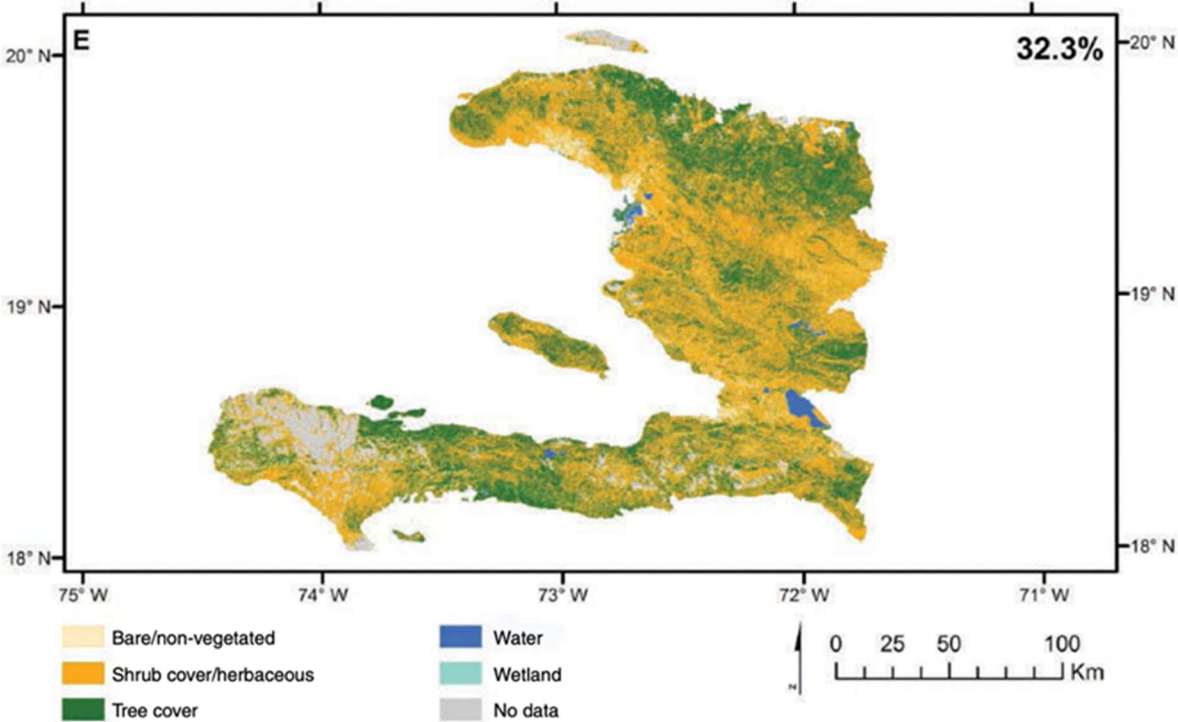 E
32.3%
20° N
20° N
19° N
19° N
18° N
18° N
75° W
74° W
73° W
72° W
71° W
Bare/non-vegetated
Water
0 25 50 100
Km
Shrub cover/herbaceous
Wetland
N
Tree cover
No data